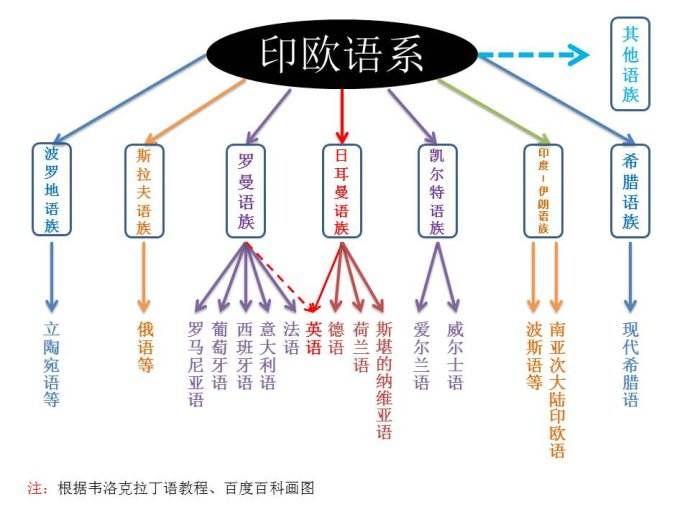 印欧语系
其他语族
波罗地语族
斯拉夫语族
罗曼语族
日耳曼语族
凯尔特语族
印度－伊朗语族
希腊语族
立陶宛语等
俄语等
罗马尼亚语
葡萄牙语
西班牙语
意大利语
法语
英语
德语
荷兰语
斯堪的纳维亚语
爱尔兰语
威尔士语
波斯语等
南亚次大陆印欧语
现代希腊语
注：根据韦洛克拉丁语教程、百度百科画图